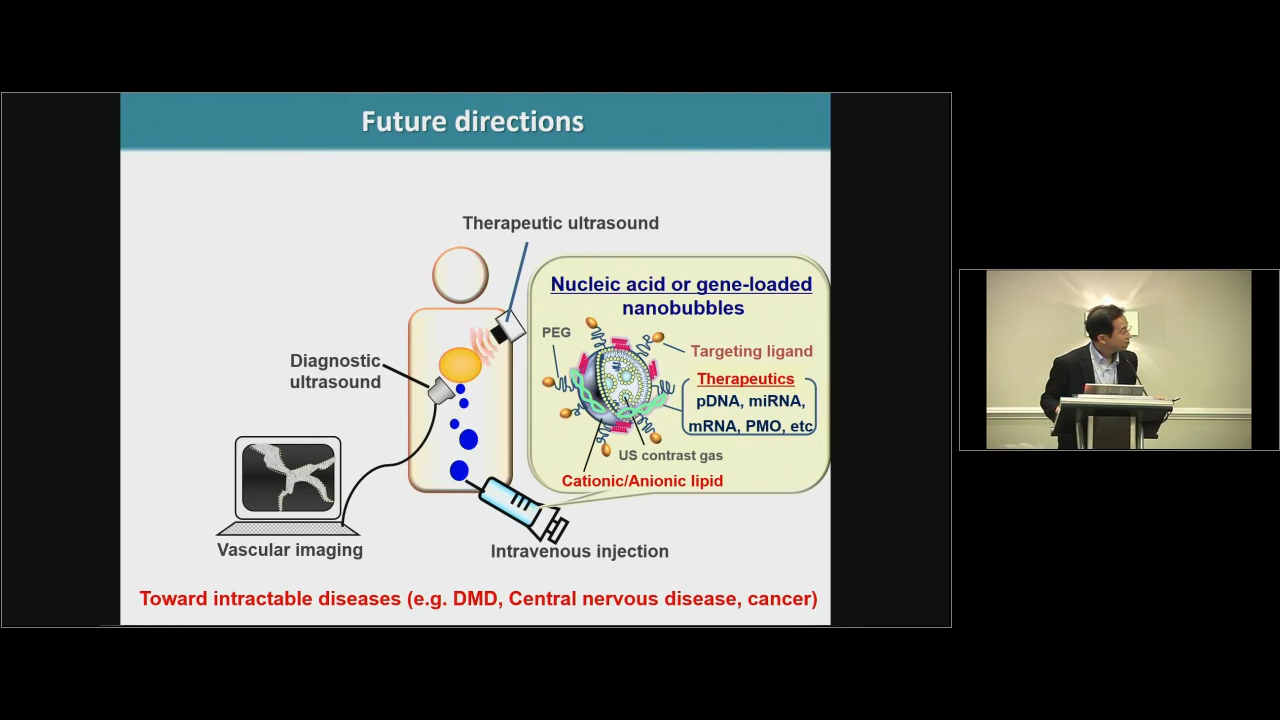 Future directions
Therapeutic ultrasound
Nucleic acid or gene-loaded
nanobubbles
PEG
Targeting ligand
Diagnostic
ultrasound
Therapeutics
pDNA, miRNA,
mRNA, PMO, etc
US contrast gas
Cationic/Anionic lipid
Vascular imaging
Intravenous injection
Toward intractable diseases (e.g. DMD, Central nervous disease, cancer)